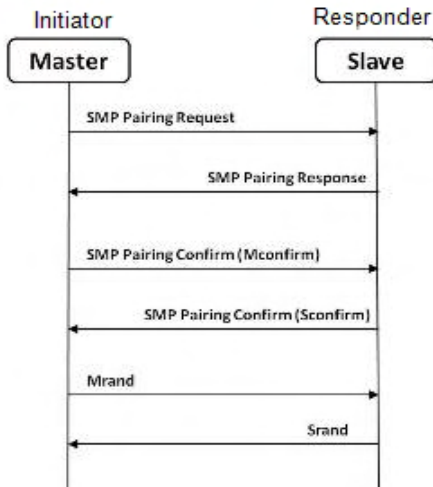 Initiator
Responder
Master
Slave
SMP Pairing Request
SMP Pairing Response
SMP Pairing Confirm (Mconfirm)
SMP Pairing Confirm (Sconfirm)
Mrand
Srand